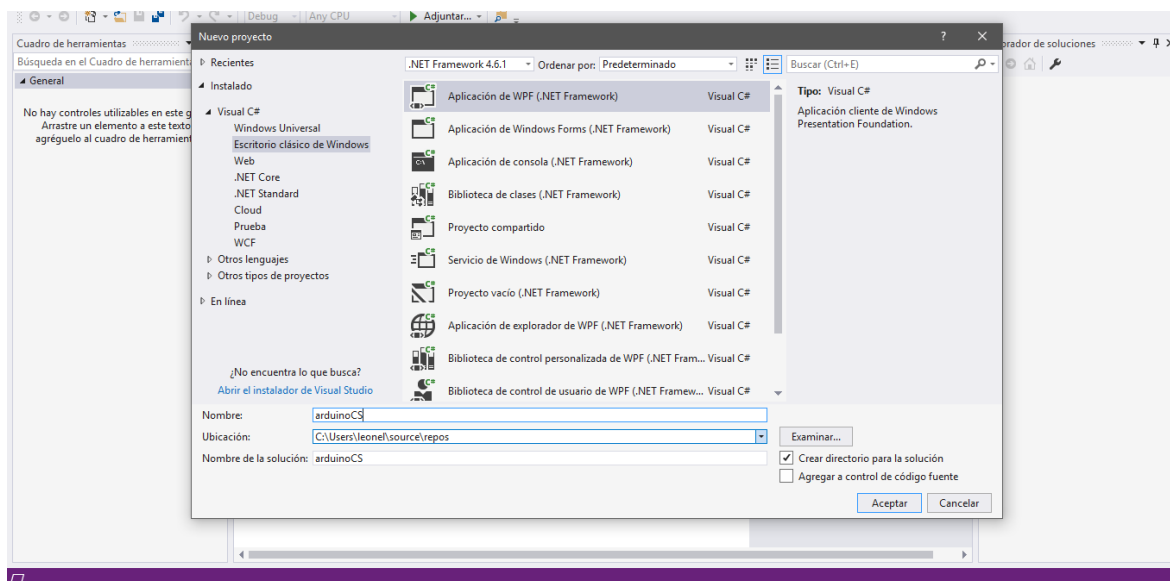 Debug
Any CPU
Adjuntar...
Cuadro de herramientas
Búsqueda en el Cuadro de herramient
General
No hay controles utilizables en este g
Arrastre un elemento a este texto
agréguelo al cuadro de herramient
Nuevo proyecto
?
Recientes
Instalado
Visual C#
Windows Universal
Escritorio clásico de Windows
Web
.NET Core
.NET Standard
Cloud
Prueba
WCF
Otros lenguajes
Otros tipos de proyectos
En línea
¿No encuentra lo que busca?
Abrir el instalador de Visual Studio
.NET Framework 4.6.1 Ordenar por: Predeterminado
Aplicación de WPF (.NET Framework) Visual C#
Aplicación de Windows Forms (.NET Framework) Visual C#
Aplicación de consola (.NET Framework) Visual C#
Biblioteca de clases (.NET Framework) Visual C#
Proyecto compartido Visual C#
Servicio de Windows (.NET Framework) Visual C#
Proyecto vacío (.NET Framework) Visual C#
Aplicación de explorador de WPF (.NET Framework) Visual C#
Biblioteca de control personalizada de WPF (.NET Fram... Visual C#
Biblioteca de control de usuario de WPF (.NET Framew... Visual C#
Buscar (Ctrl+E)
Tipo: Visual C#
Aplicación cliente de Windows
Presentation Foundation.
Nombre: arduinoCS
Ubicación: C:\Users\leonel\source\repos
Nombre de la solución: arduinoCS
Examinar...
Crear directorio para la solución
Agregar a control de código fuente
Aceptar
Cancelar
orador de soluciones